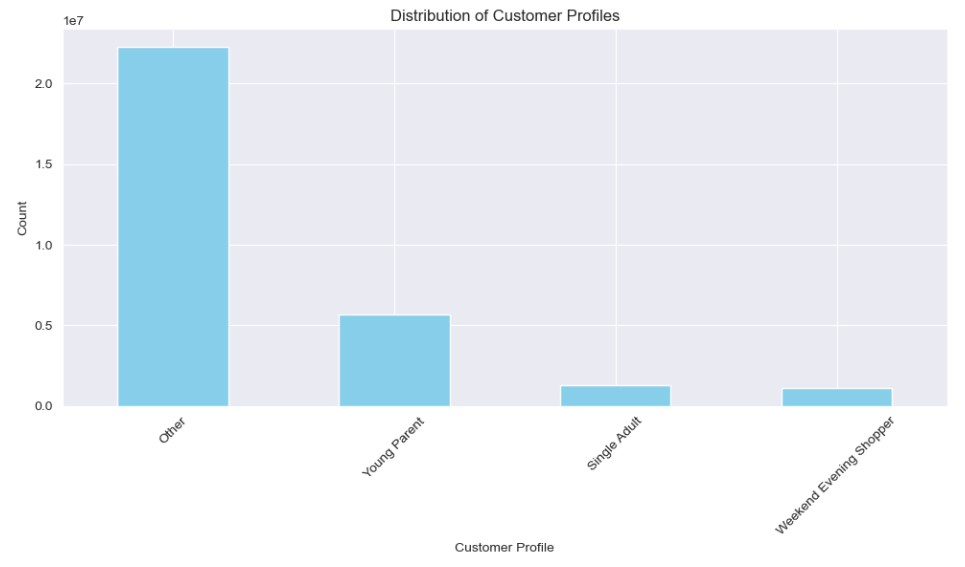 Distribution of Customer Profiles
1e7
2.0
1.5
1.0
0.5
0.0
Count
Other
Young Parent
Single Adult
Weekend Evening Shopper
Customer Profile